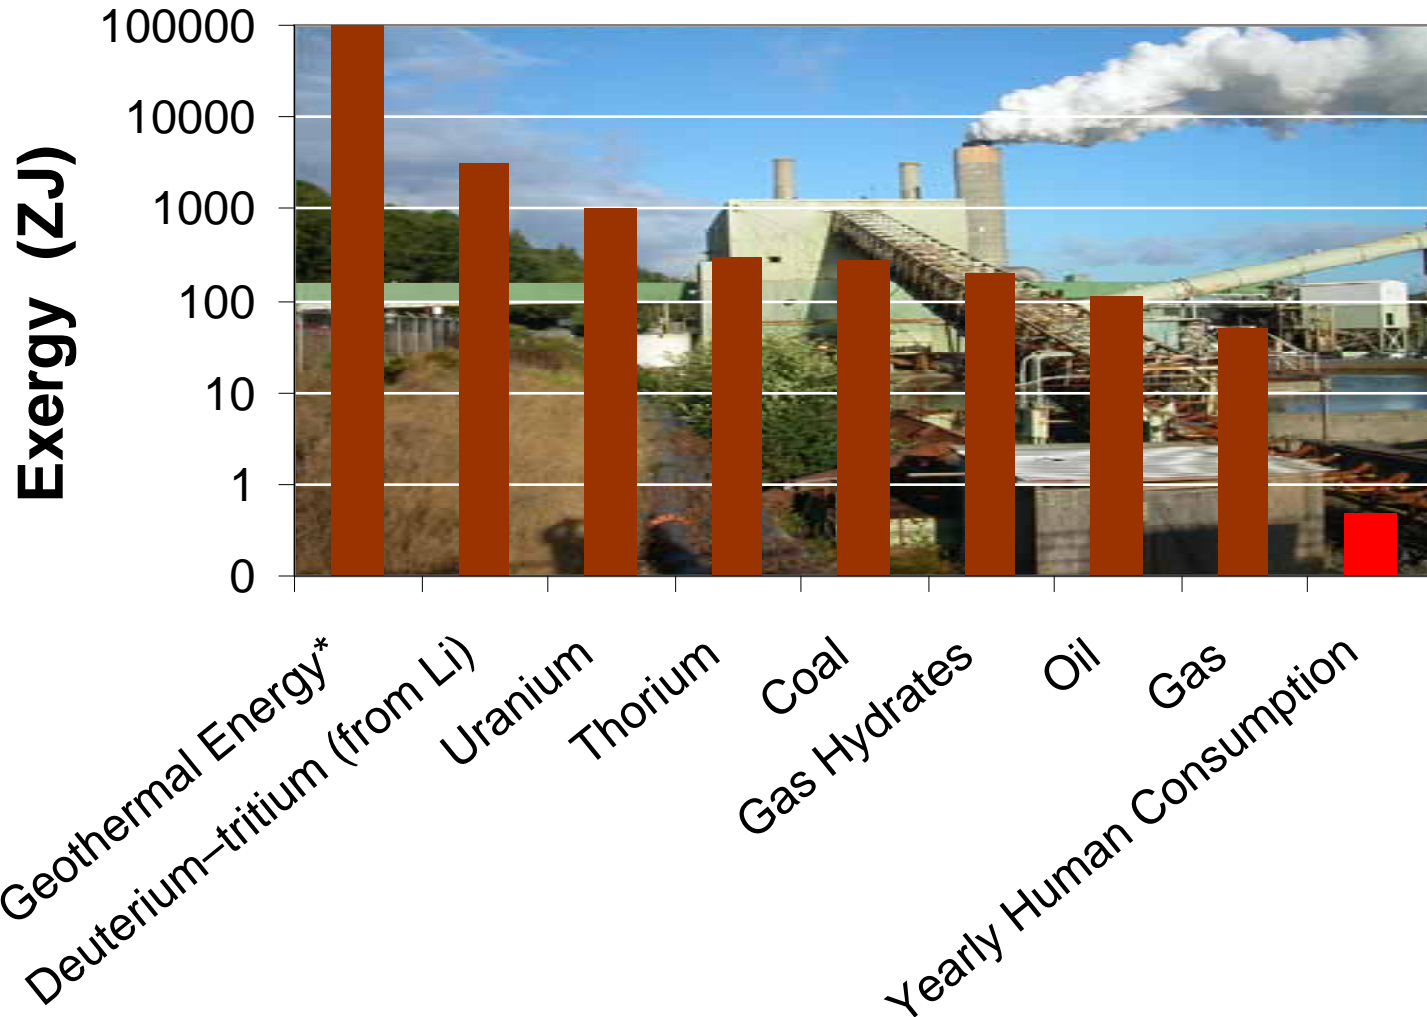 Exergy (ZJ)
100000
10000
1000
100
10
1
0
Geothermal Energy*
Deuterium–tritium (from Li)
Uranium
Thorium
Coal
Gas Hydrates
Oil
Gas
Yearly Human Consumption